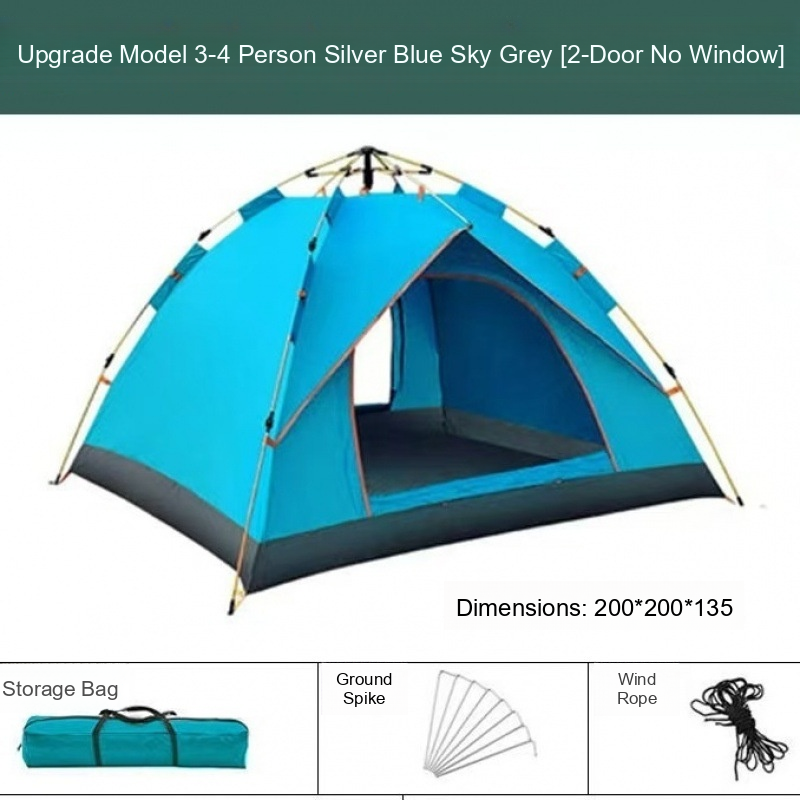 Upgrade Model 3-4 Person Silver Blue Sky Grey [2-Door No Window]
Dimensions: 200*200*135
Storage Bag
Ground
Spike
Wind
Rope